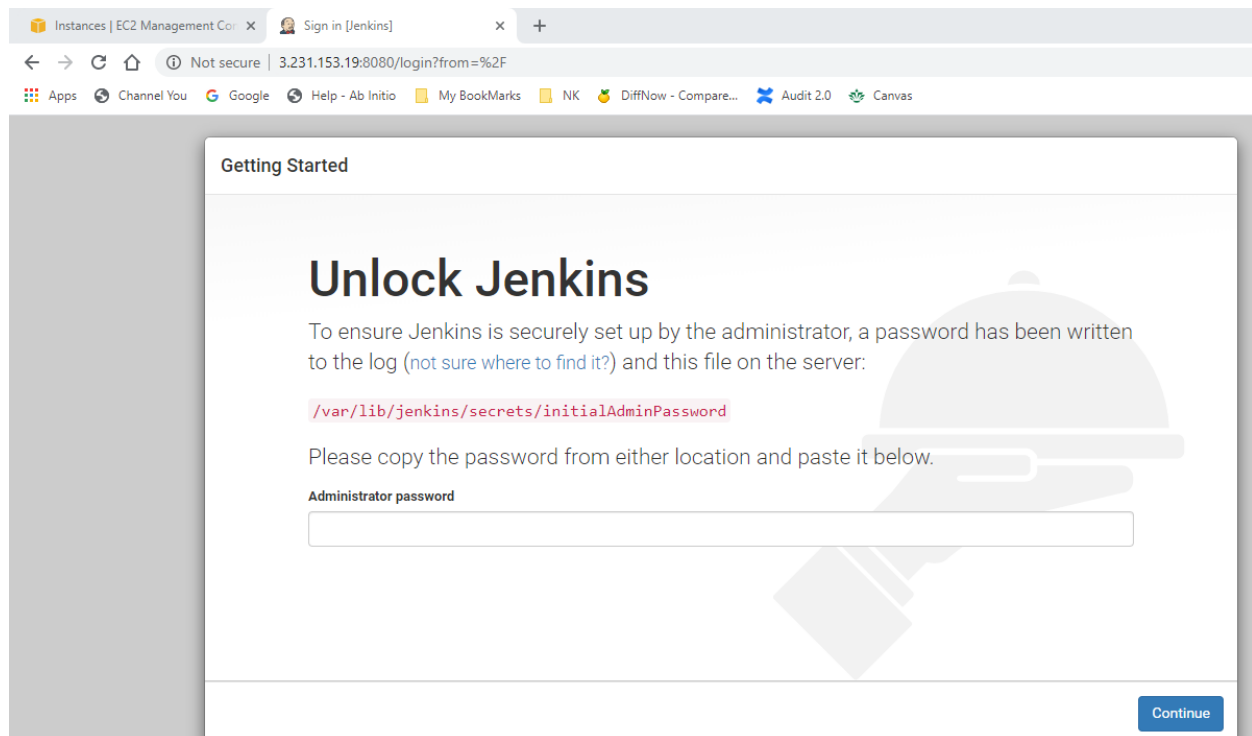 Instances | EC2 Management Con
Sign in [Jenkins]
Not secure | 3.231.153.19:8080/login?from=%2F
Apps Channel You Google Help - Ab Initio My BookMarks NK DiffNow - Compare... Audit 2.0 Canvas
Getting Started
Unlock Jenkins
To ensure Jenkins is securely set up by the administrator, a password has been written
to the log (not sure where to find it?) and this file on the server:
/var/lib/jenkins/secrets/initialAdminPassword
Please copy the password from either location and paste it below.
Administrator password
Continue